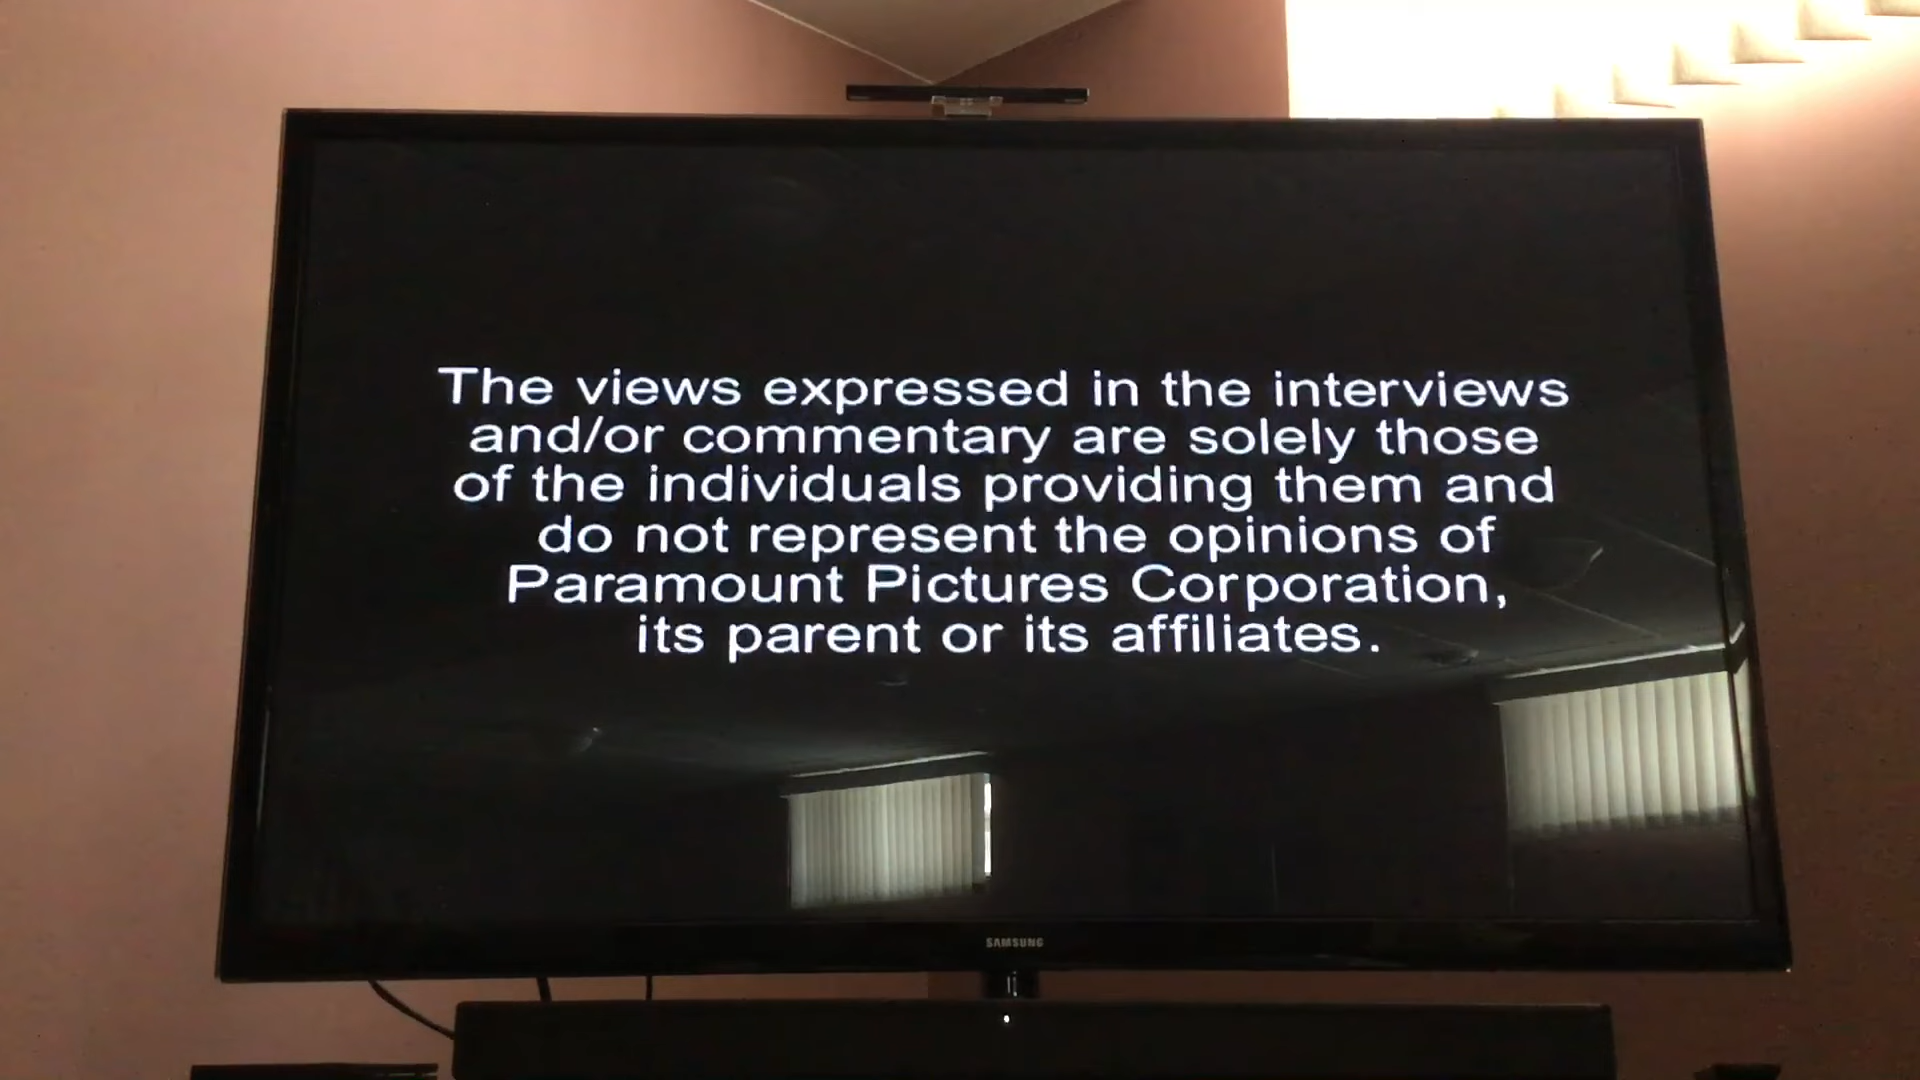 The views expressed in the interviews
and/or commentary are solely those
of the individuals providing them and
do not represent the opinions of
Paramount Pictures Corporation,
its parent or its affiliates.
SAMSUNG